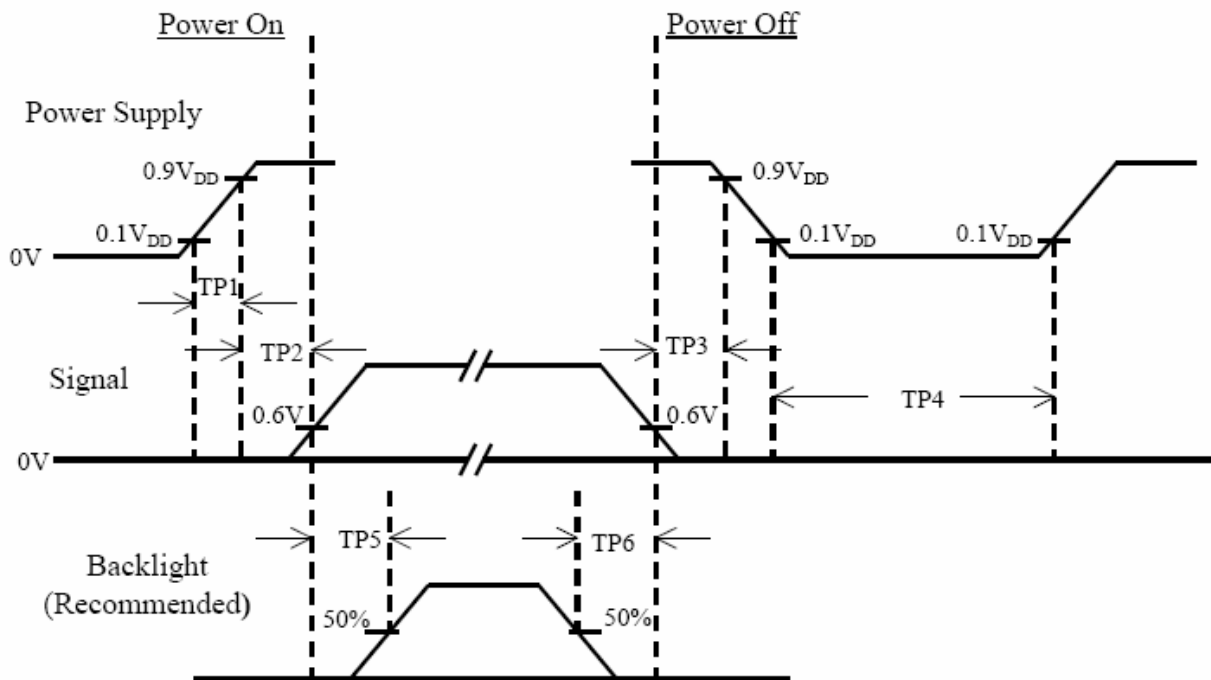 Power On
Power Off
Power Supply
0.9VDD
0.9VDD
0.1VDD
0.1VDD
0.1VDD
0V
TP1
TP2
TP3
Signal
TP4
0.6V
0.6V
0V
TP5
TP6
Backlight
(Recommended)
50%
50%